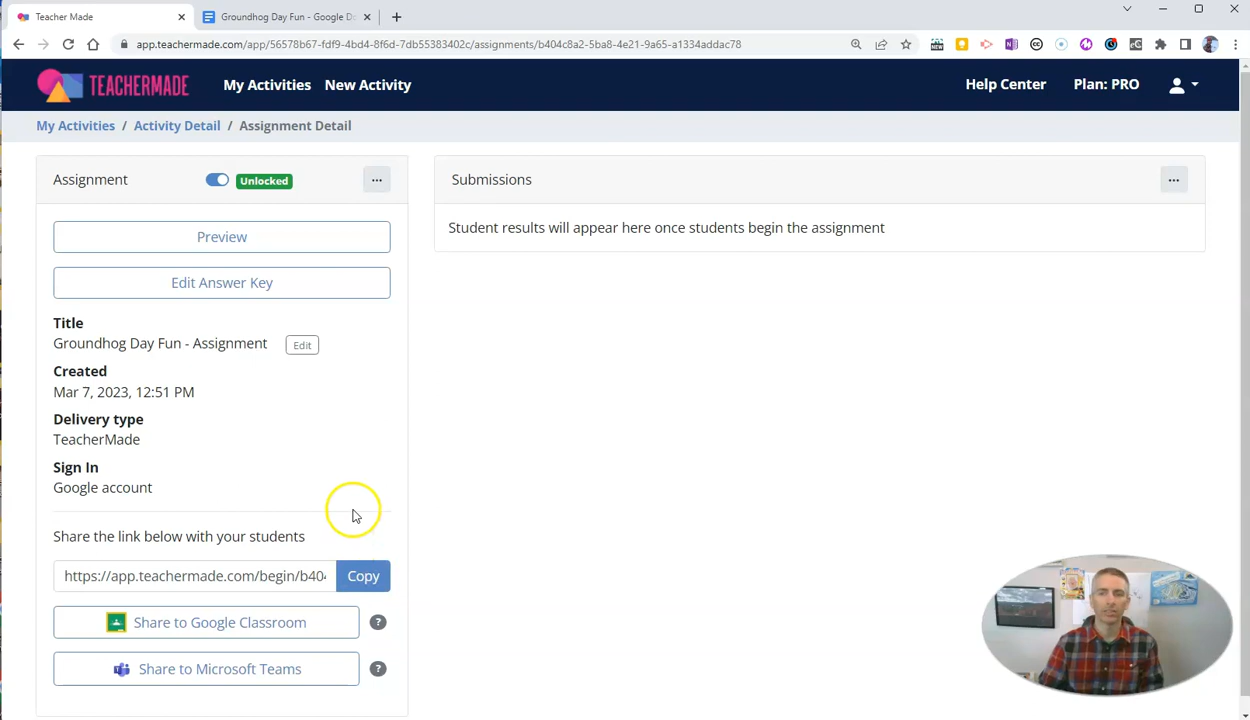 Teacher Made
Groundhog Day Fun - Google D
app.teachermade.com/app/56578b67-fdf9-4bd4-8f6d-7db55383402c/assignments/b404c8a2-5ba8-4e21-9a65-a1334addac78
TEACHERMADE
My Activities
New Activity
Help Center
Plan: PRO
My Activities / Activity Detail / Assignment Detail
Assignment
Unlocked
...
Preview
Edit Answer Key
Title
Groundhog Day Fun - Assignment
Edit
Created
Mar 7, 2023, 12:51 PM
Delivery type
TeacherMade
Sign In
Google account
Share the link below with your students
https://app.teachermade.com/begin/b404
Copy
Share to Google Classroom
?
Share to Microsoft Teams
?
Submissions
...
Student results will appear here once students begin the assignment